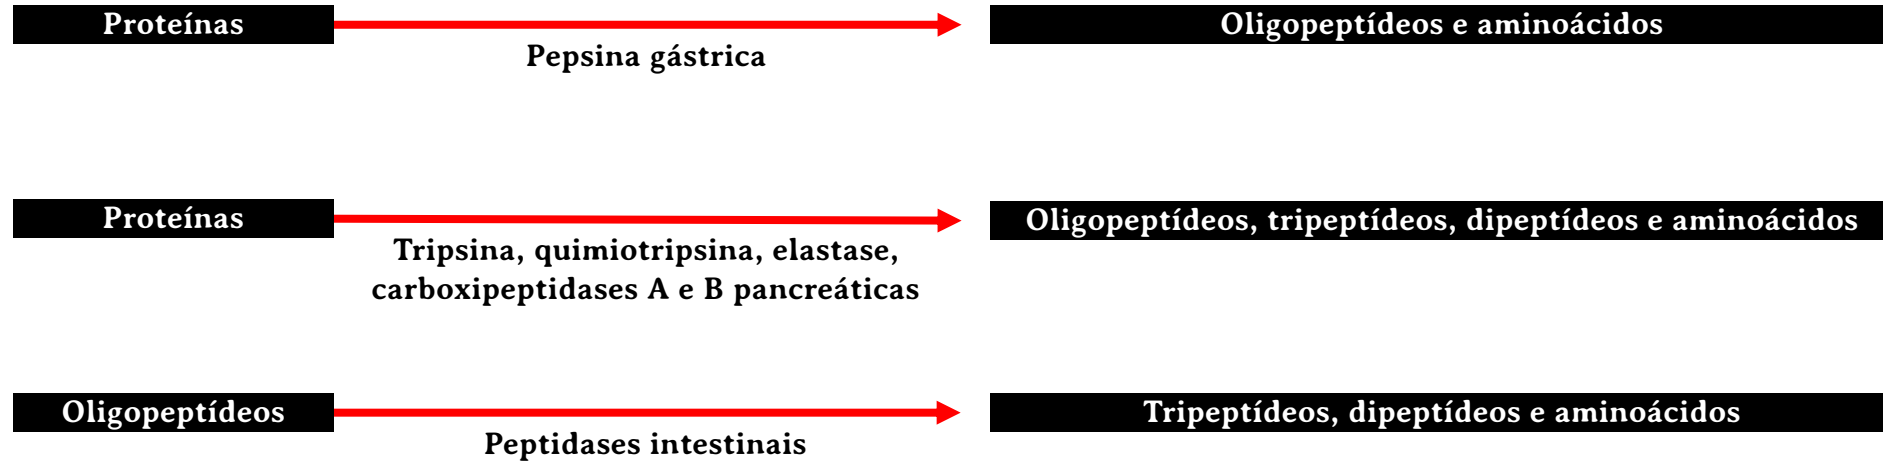 Proteínas
Pepsina gástrica
Oligopeptídeos e aminoácidos
Proteínas
Tripsina, quimiotripsina, elastase,
carboxipeptidases A e B pancreáticas
Oligopeptídeos, tripeptídeos, dipeptídeos e aminoácidos
Oligopeptídeos
Peptidases intestinais
Tripeptídeos, dipeptídeos e aminoácidos